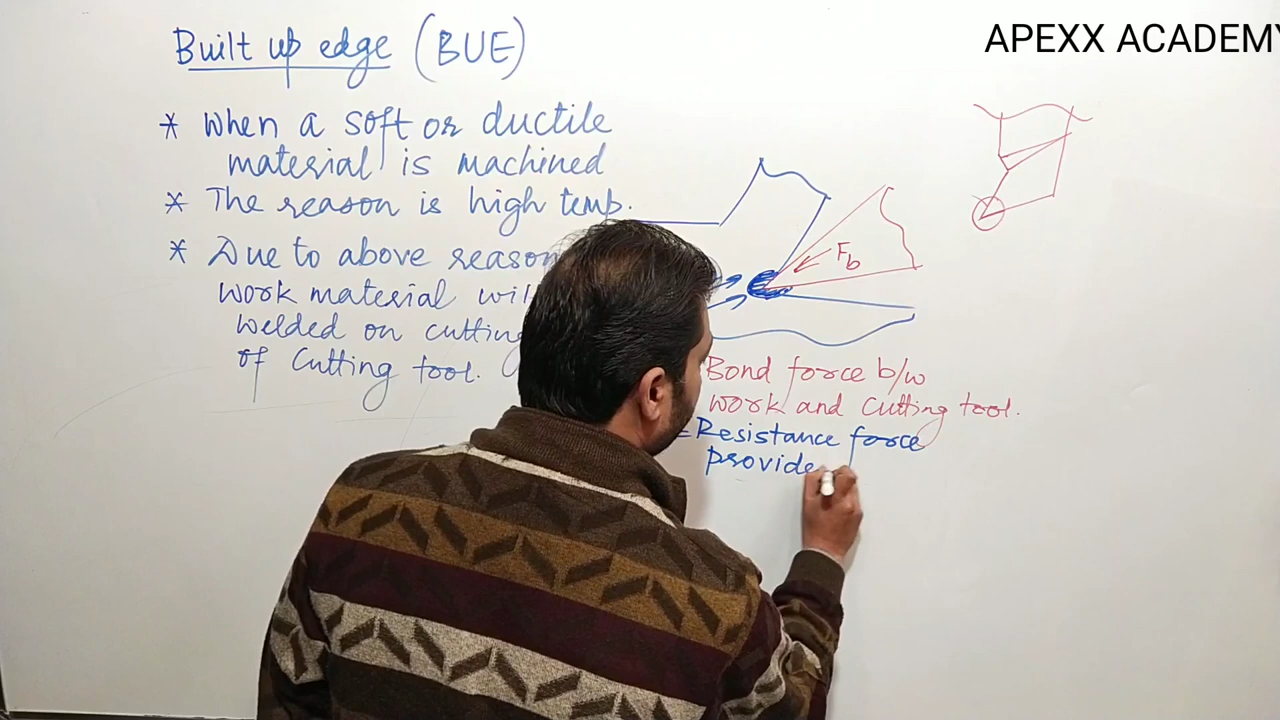 APEXX ACADEMY
Built up edge (BUE)
* When a soft or ductile
material is machined
* The reason is high temp.
* Due to above reason
work material
welded on cutting
of Cutting tool.
Fb
Bond force b/w
work and Cutting tool.
Resistance force
provide